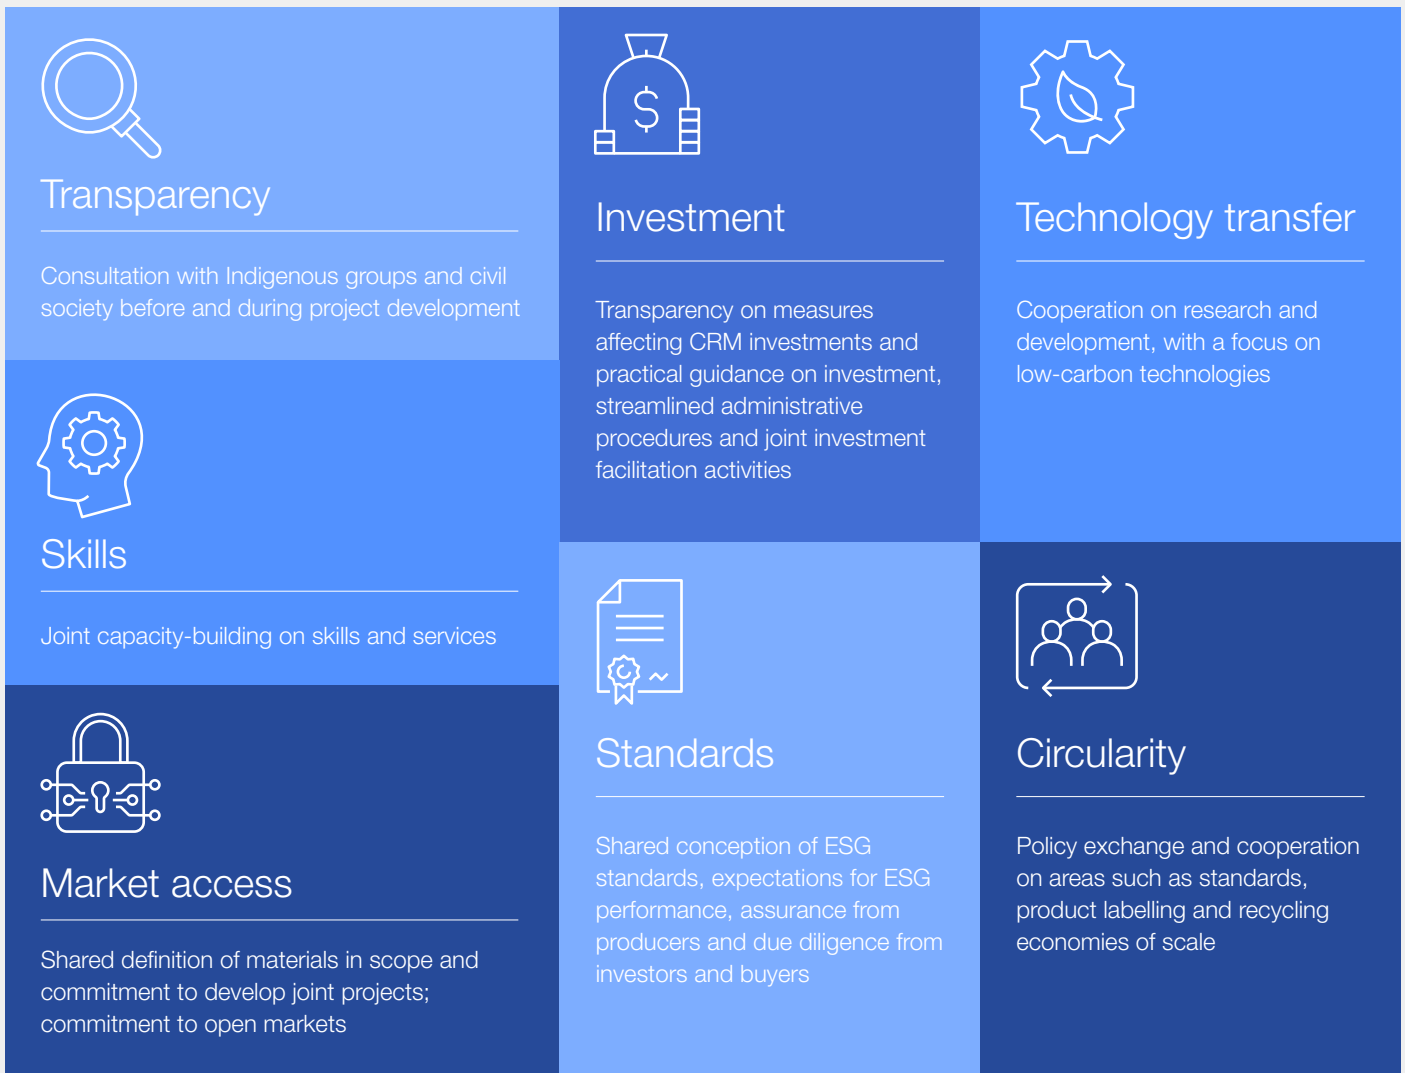 Transparency
Consultation with Indigenous groups and civil
society before and during project development
Skills
Joint capacity-building on skills and services
Market access
Shared definition of materials in scope and
commitment to develop joint projects;
commitment to open markets
Investment
Transparency on measures
affecting CRM investments and
practical guidance on investment,
streamlined administrative
procedures and joint investment
facilitation activities
Standards
Shared conception of ESG
standards, expectations for ESG
performance, assurance from
producers and due diligence from
investors and buyers
Technology transfer
Cooperation on research and
development, with a focus on
low-carbon technologies
Circularity
Policy exchange and cooperation
on areas such as standards,
product labelling and recycling
economies of scale